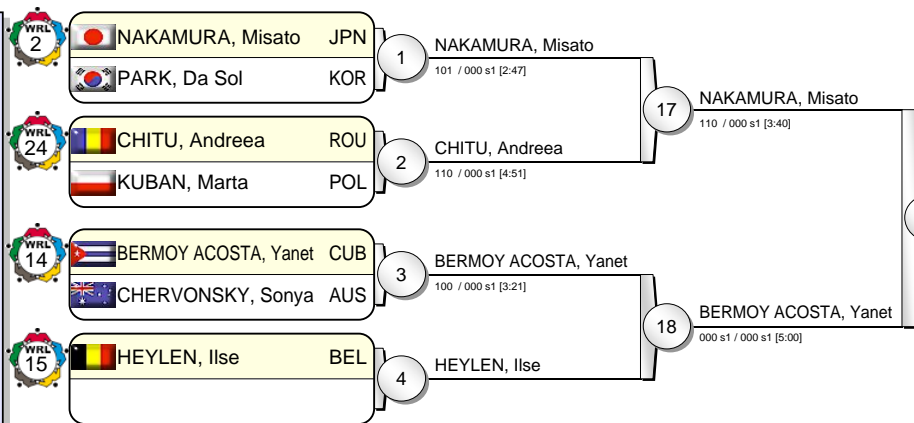 WRL
2
NAKAMURA, Misato JPN
PARK, Da Sol KOR
1
NAKAMURA, Misato
101 / 000 s1 [2:47]
17
NAKAMURA, Misato
110 / 000 s1 [3:40]
WRL
24
CHITU, Andreea ROU
KUBAN, Marta POL
2
CHITU, Andreea
110 / 000 s1 [4:51]
WRL
14
BERMOY ACOSTA, Yanet CUB
CHERVONSKY, Sonya AUS
3
BERMOY ACOSTA, Yanet
100 / 000 s1 [3:21]
18
BERMOY ACOSTA, Yanet
000 s1 / 000 s1 [5:00]
WRL
15
HEYLEN, Ilse BEL
4
HEYLEN, Ilse